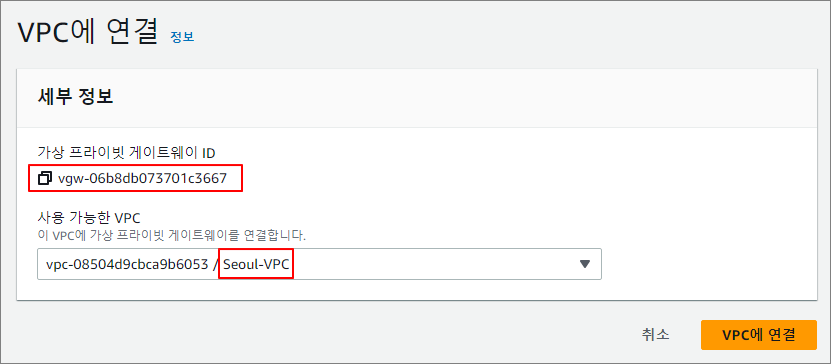 VPC에 연결 정보
세부 정보
가상 프라이빗 게이트웨이 ID
vgw-06b8db073701c3667
사용 가능한 VPC
이 VPC에 가상 프라이빗 게이트웨이를 연결합니다.
vpc-08504d9cbca9b6053 / Seoul-VPC
취소 VPC에 연결